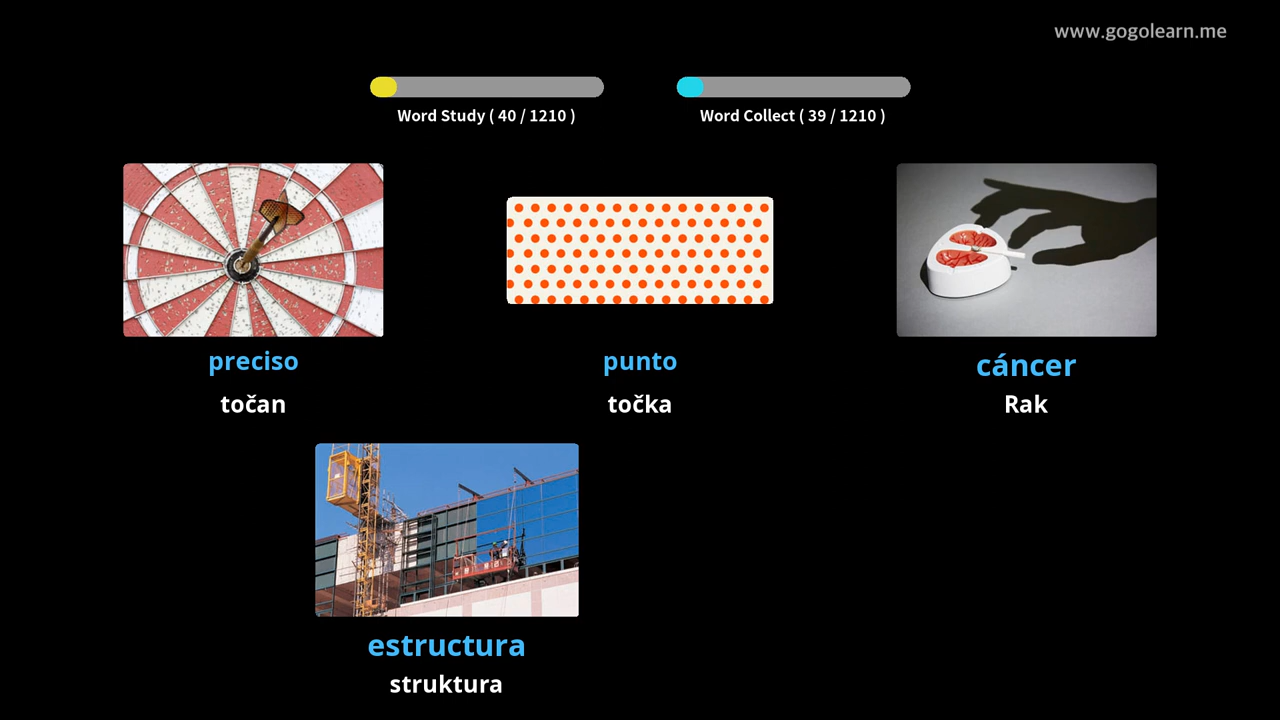 www.gogolearn.me
Word Study ( 40 / 1210 )
Word Collect ( 39 / 1210 )
preciso
točan
punto
točka
cáncer
Rak
estructura
struktura